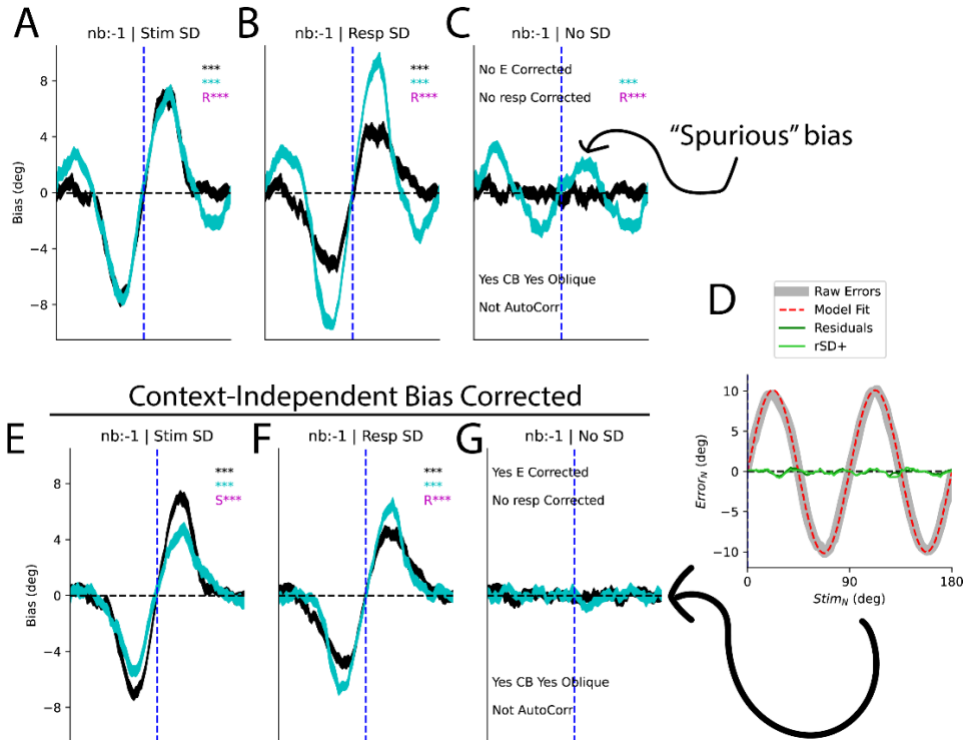 A
nb:-1 | Stim SD
***
***
R***
8
4
0
−4
−8
Bias (deg)
B
nb:-1 | Resp SD
***
***
R***
C
nb:-1 | No SD
No E Corrected
***
No resp Corrected
R***
Yes CB Yes Oblique
Not AutoCorr
"Spurious" bias
D
Raw Errors
Model Fit
Residuals
rSD+
10
5
0
−5
−10
Error_N (deg)
0
90
180
Stim_N (deg)
Context-Independent Bias Corrected
E
nb:-1 | Stim SD
***
***
S***
8
4
0
−4
−8
Bias (deg)
F
nb:-1 | Resp SD
***
***
R***
G
nb:-1 | No SD
Yes E Corrected
No resp Corrected
Yes CB Yes Oblique
Not AutoCorr